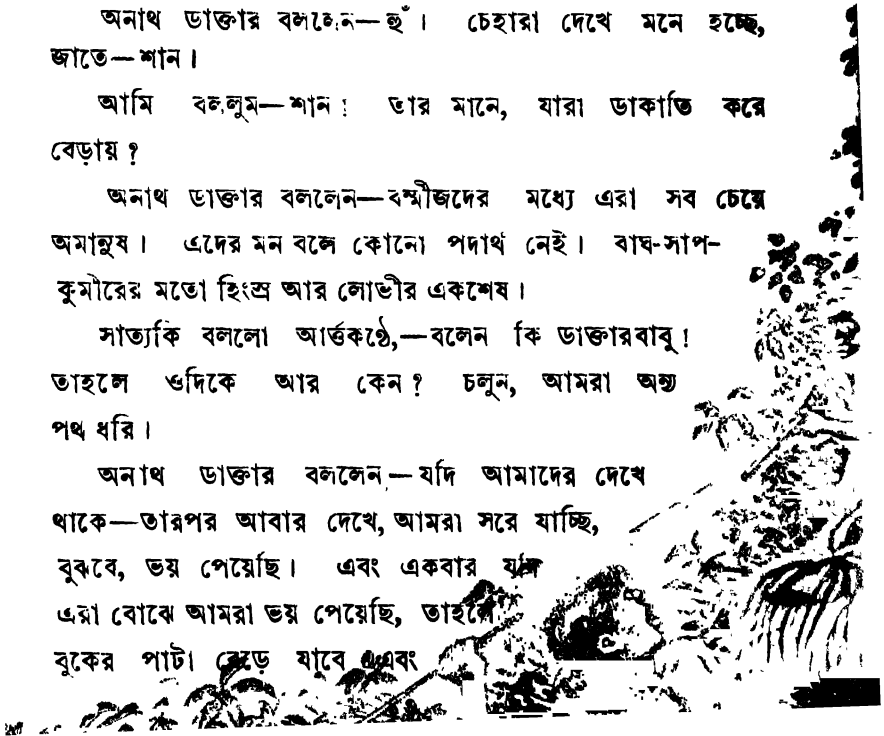 অনাথ ডাক্তার বললেন—হুঁ। চেহারা দেখে মনে হচ্ছে,
জাতে—শান।
আমি বললুম—শান! তার মানে, যারা ডাকাতি করে
বেড়ায়?
অনাথ ডাক্তার বললেন—বর্ম্মীজদের মধ্যে এরা সব চেয়ে
অমানুষ। এদের মন বলে কোনো পদার্থ নেই। বাঘ-সাপ-
কুমীরের মতো হিংস্র আর লোভীর একশেষ।
সাত্যকি বললো আর্ত্তকণ্ঠে,—বলেন কি ডাক্তারবাবু!
তাহলে ওদিকে আর কেন? চলুন, আমরা অন্য
পথ ধরি।
অনাথ ডাক্তার বললেন,—যদি আমাদের দেখে
থাকে—তারপর আবার দেখে, আমরা সরে যাচ্ছি,
বুঝবে, ভয় পেয়েছি। এবং একবার যদি
এরা বোঝে আমরা ভয় পেয়েছি, তাহলে
বুকের পাটা বেড়ে যাবে এবং